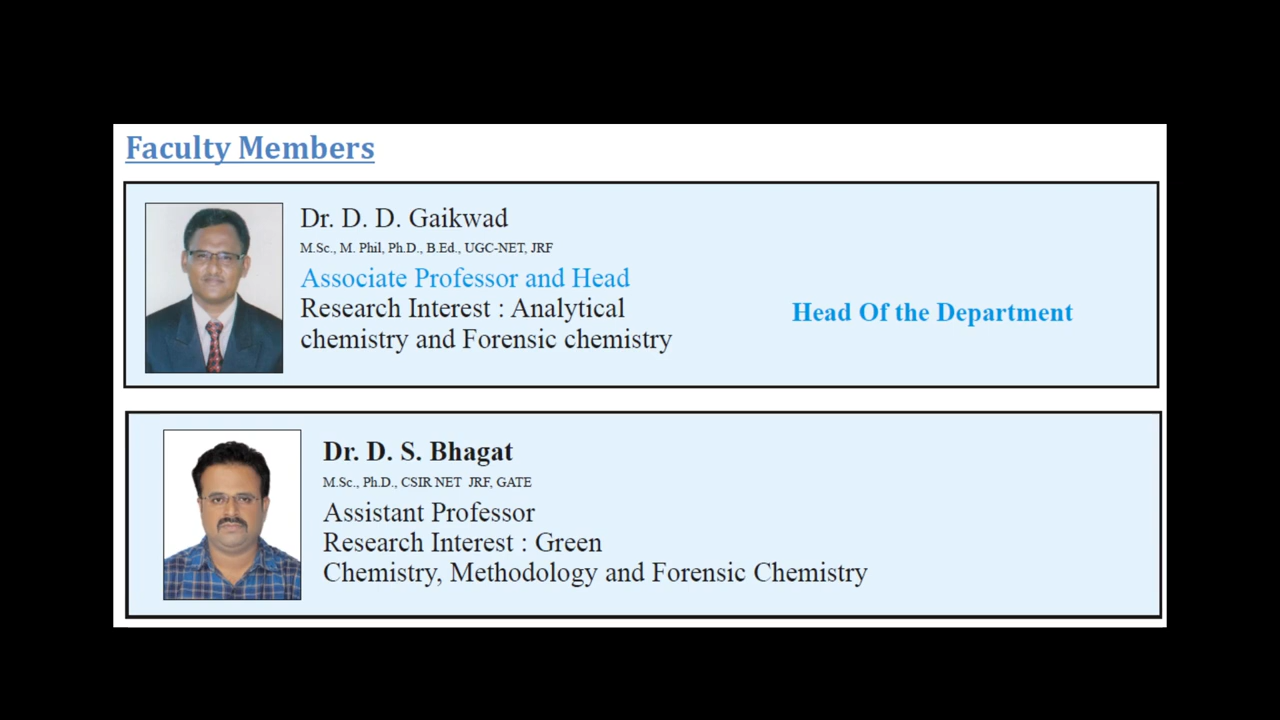 Faculty Members
Dr. D. D. Gaikwad
M.Sc., M. Phil, Ph.D., B.Ed., UGC-NET, JRF
Associate Professor and Head
Research Interest : Analytical
chemistry and Forensic chemistry
Head Of the Department
Dr. D. S. Bhagat
M.Sc., Ph.D., CSIR NET JRF, GATE
Assistant Professor
Research Interest : Green
Chemistry, Methodology and Forensic Chemistry